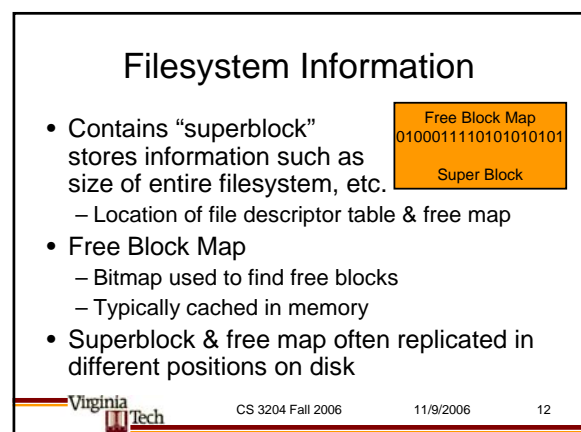 Filesystem Information
• Contains “superblock”
stores information such as
size of entire filesystem, etc.
– Location of file descriptor table & free map
• Free Block Map
– Bitmap used to find free blocks
– Typically cached in memory
• Superblock & free map often replicated in
different positions on disk
Free Block Map
01000111101010101
Super Block
Virginia Tech
CS 3204 Fall 2006
11/9/2006
12